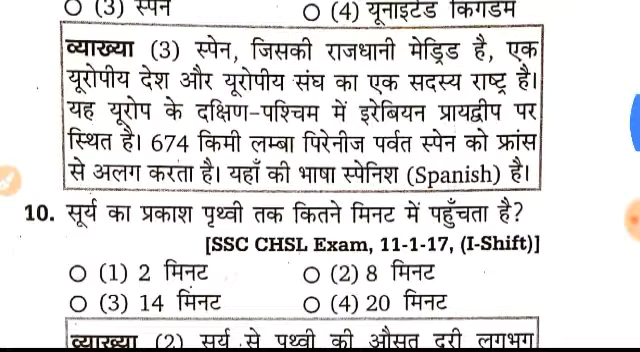 O (3) स्पेन O (4) यूनाइटेड किंगडम
व्याख्या (3) स्पेन, जिसकी राजधानी मेड्रिड है, एक
यूरोपीय देश और यूरोपीय संघ का एक सदस्य राष्ट्र है।
यह यूरोप के दक्षिण-पश्चिम में इरेबियन प्रायद्वीप पर
स्थित है। 674 किमी लम्बा पिरेनीज पर्वत स्पेन को फ्रांस
से अलग करता है। यहाँ की भाषा स्पेनिश (Spanish) है।
10. सूर्य का प्रकाश पृथ्वी तक कितने मिनट में पहुँचता है?
[SSC CHSL Exam, 11-1-17, (I-Shift)]
O (1) 2 मिनट O (2) 8 मिनट
O (3) 14 मिनट O (4) 20 मिनट
व्याख्या (2) सूर्य से पृथ्वी की औसत दूरी लगभग